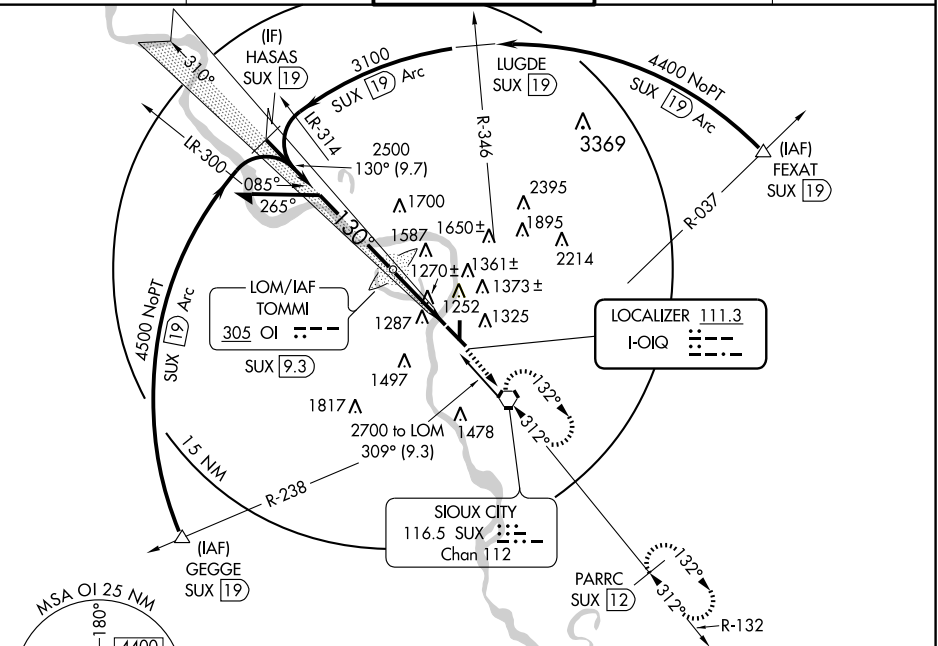 (IF)
HASAS
SUX 19
310°
3100
SUX 19 Arc
LUGDE
SUX 19
4400 NoPT
SUX 19 Arc
(IAF)
FEXAT
SUX 19
R-037
R-346
LR-314
LR-300
2500
130° (9.7)
085°
265°
130°
3369
2395
1895
2214
1700
1650±
1587
1361±
1270±
1373±
1252
1325
1287
1497
1817
1478
LOM/IAF
TOMMI
305 OI
SUX 9.3
LOCALIZER 111.3
I-OIQ
4500 NoPT
SUX 19 Arc
132°
312°
2700 to LOM
309° (9.3)
15 NM
R-238
(IAF)
GEGGE
SUX 19
SIOUX CITY
116.5 SUX
Chan 112
PARRC
SUX 12
132°
312°
R-132
MSA OI 25 NM
180°
4400